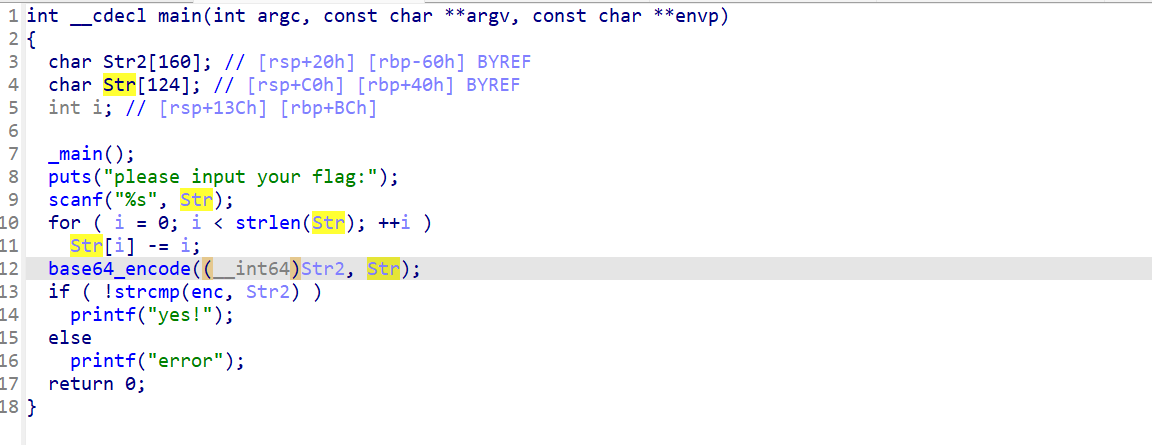 1 int __cdecl main(int argc, const char **argv, const char **envp)
2 {
3   char Str2[160]; // [rsp+20h] [rbp-60h] BYREF
4   char Str[124]; // [rsp+C0h] [rbp+40h] BYREF
5   int i; // [rsp+13Ch] [rbp+BCh]
6
7   _main();
8   puts("please input your flag:");
9   scanf("%s", Str);
10   for ( i = 0; i < strlen(Str); ++i )
11     Str[i] -= i;
12   base64_encode((__int64)Str2, Str);
13   if ( !strcmp(enc, Str2) )
14     printf("yes!");
15   else
16     printf("error");
17   return 0;
18 }